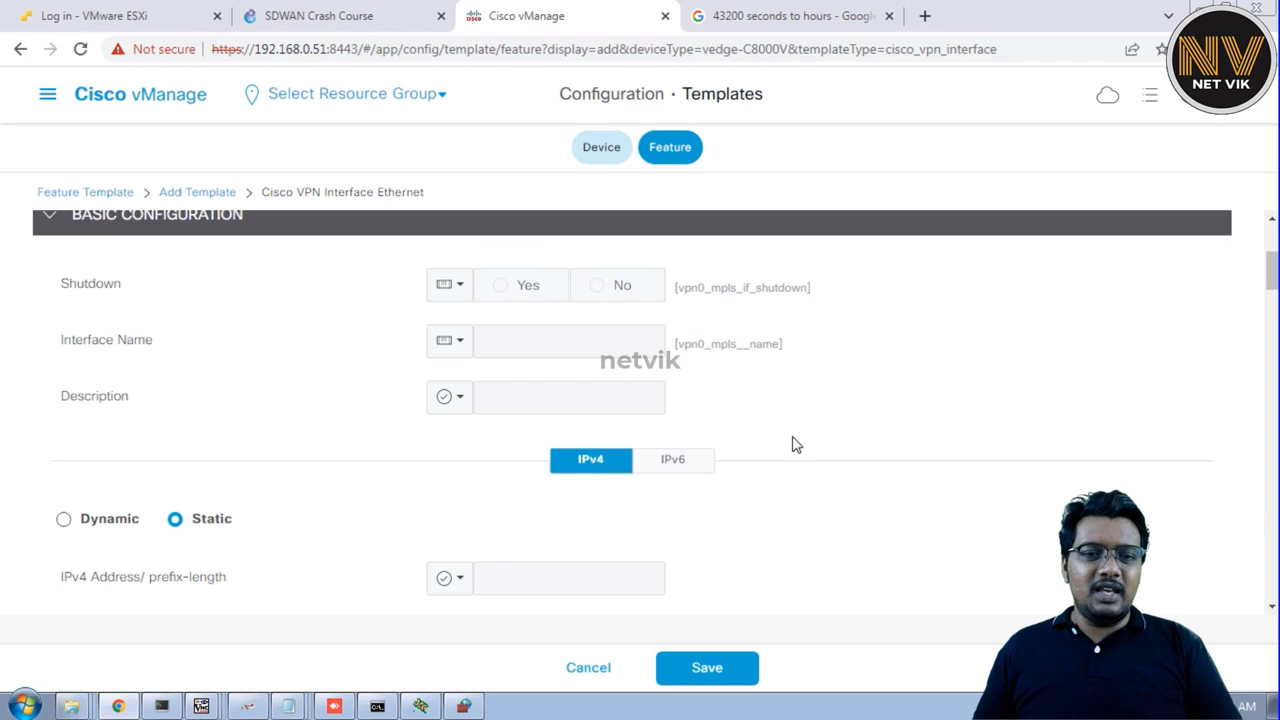 Log in - VMware ESXi
SDWAN Crash Course
Cisco vManage
43200 seconds to hours - Google
Not secure
https://192.168.0.51:8443/#/app/config/template/feature?display=add&deviceType=vedge-C8000V&templateType=cisco_vpn_interface
NV
NET VIK
Cisco vManage
Select Resource Group
Configuration · Templates
Device
Feature
Feature Template > Add Template > Cisco VPN Interface Ethernet
BASIC CONFIGURATION
Shutdown
Yes
No
[vpn0_mpls_if_shutdown]
Interface Name
[vpn0_mpls__name]
netvik
Description
IPv4
IPv6
Dynamic
Static
IPv4 Address/ prefix-length
Cancel
Save
AM